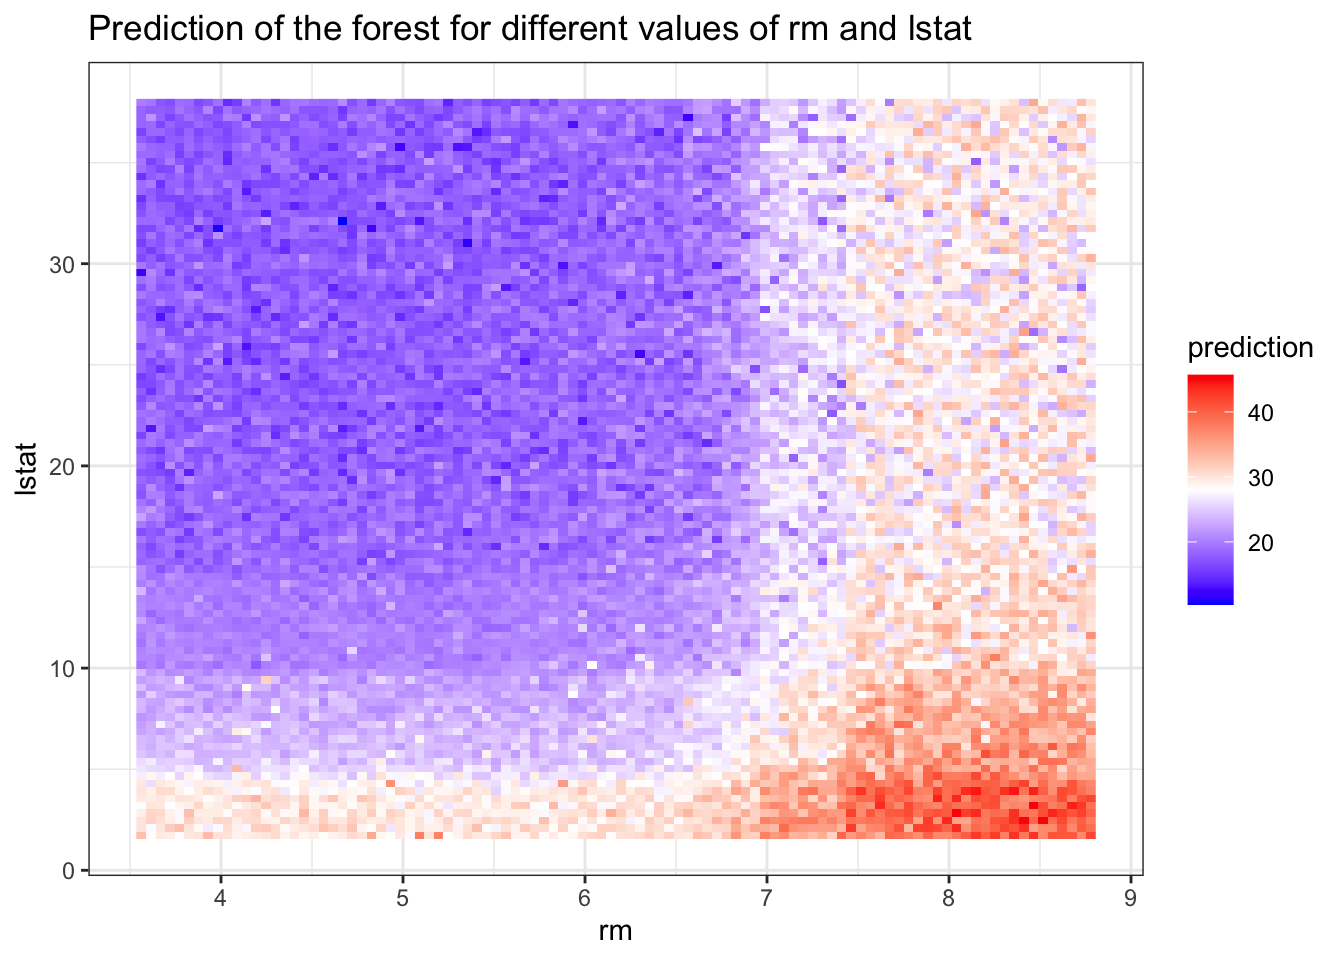 Prediction of the forest for different values of rm and lstat
30
20
10
0
lstat
4 5 6 7 8 9
rm
prediction
40
30
20